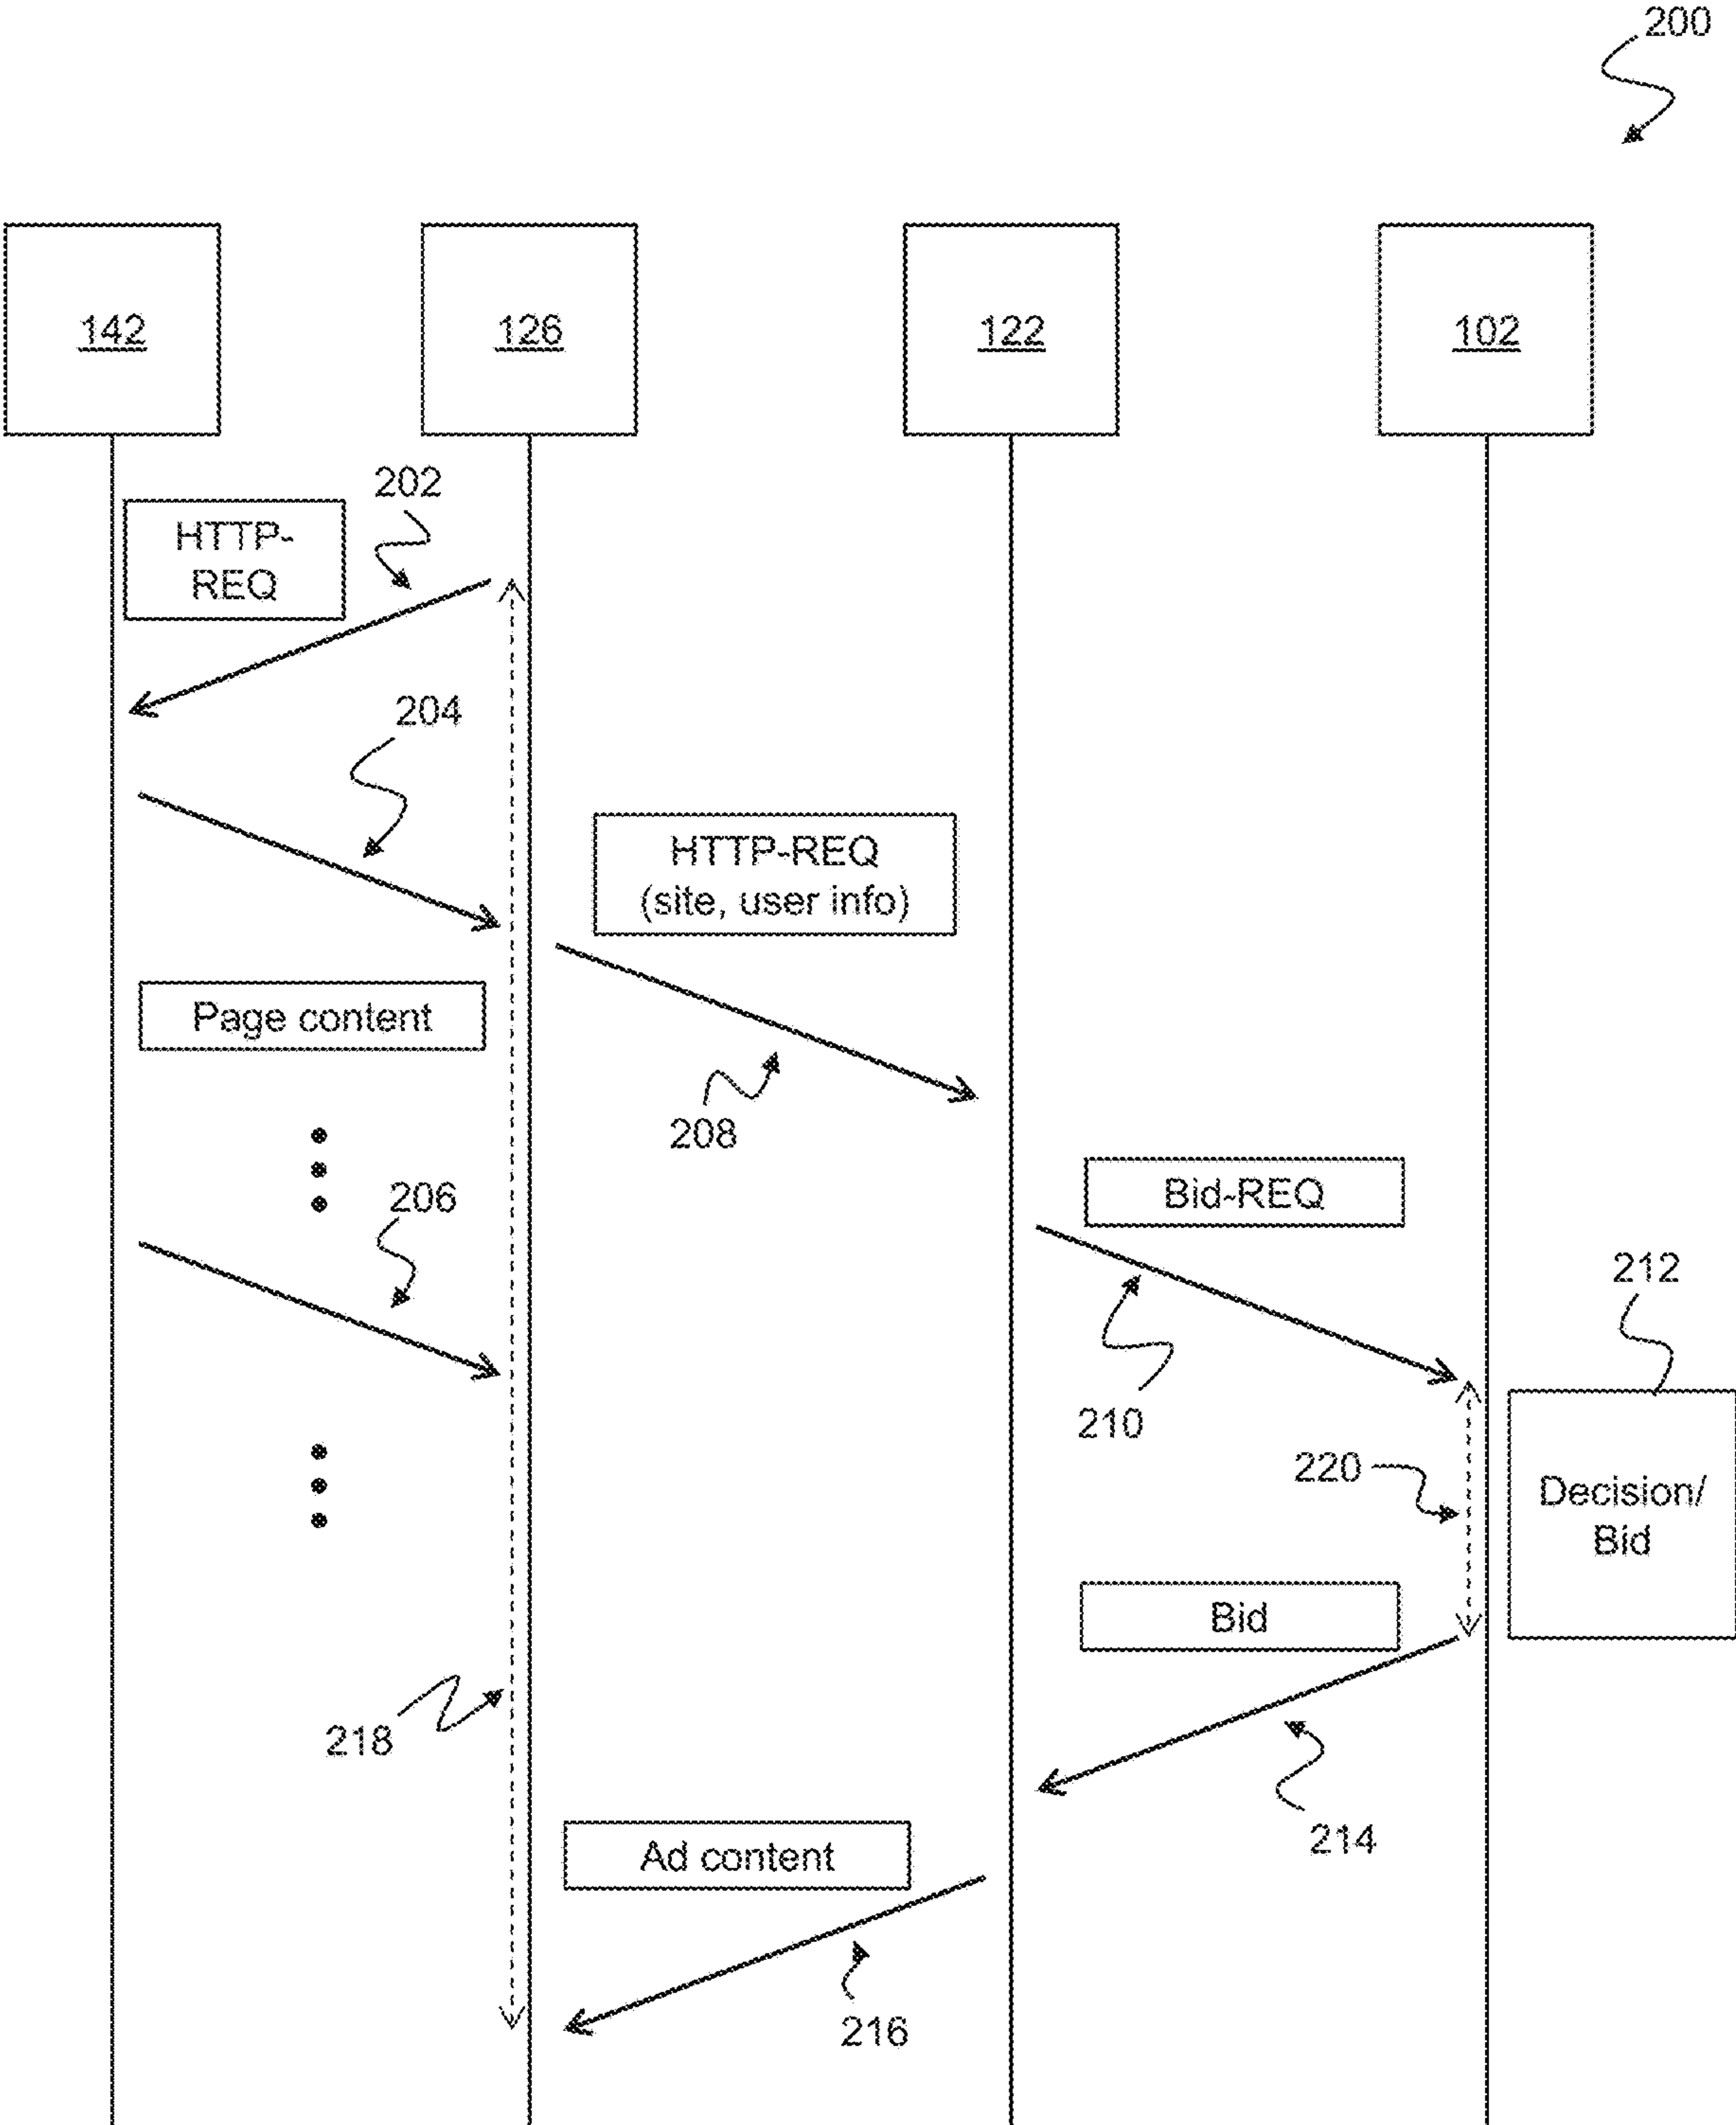 200
142
126
122
102
202
HTTP-
REQ
204
HTTP-REQ
(site, user info)
Page content
208
206
Bid-REQ
212
210
220
Decision/
Bid
Bid
218
214
Ad content
216